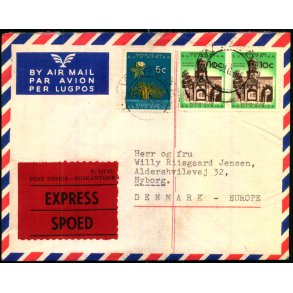 BY AIR MAIL
PAR AVION
PER LUGPOS
5c
10c
10c
POST OFFICE - POSKANTOOR
EXPRESS
SPOED
Herr og fru
Willy Riisgaard Jensen,
Aldershvilevej 32,
Nyborg.
DENMARK - EUROPE